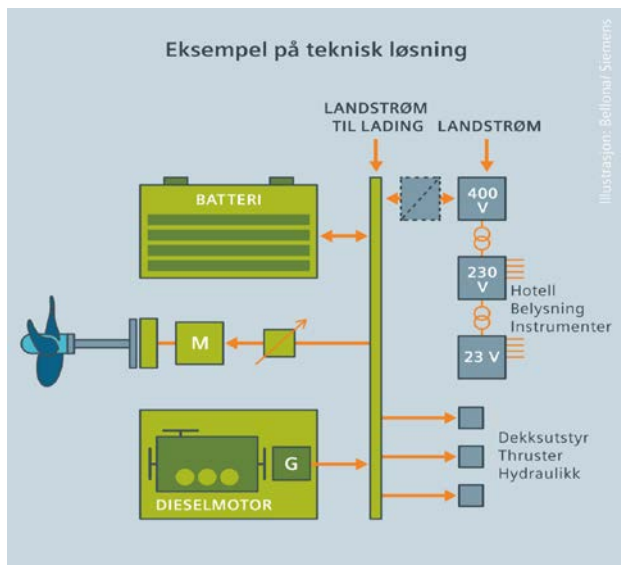 Eksempel på teknisk løsning
Illustrasjon: Bellona/ Siemens
LANDSTRØM
TIL LADING
LANDSTRØM
BATTERI
400
V
230
V
Hotell
Belysning
Instrumenter
23 V
M
G
DIESELMOTOR
Dekksutstyr
Thruster
Hydraulikk